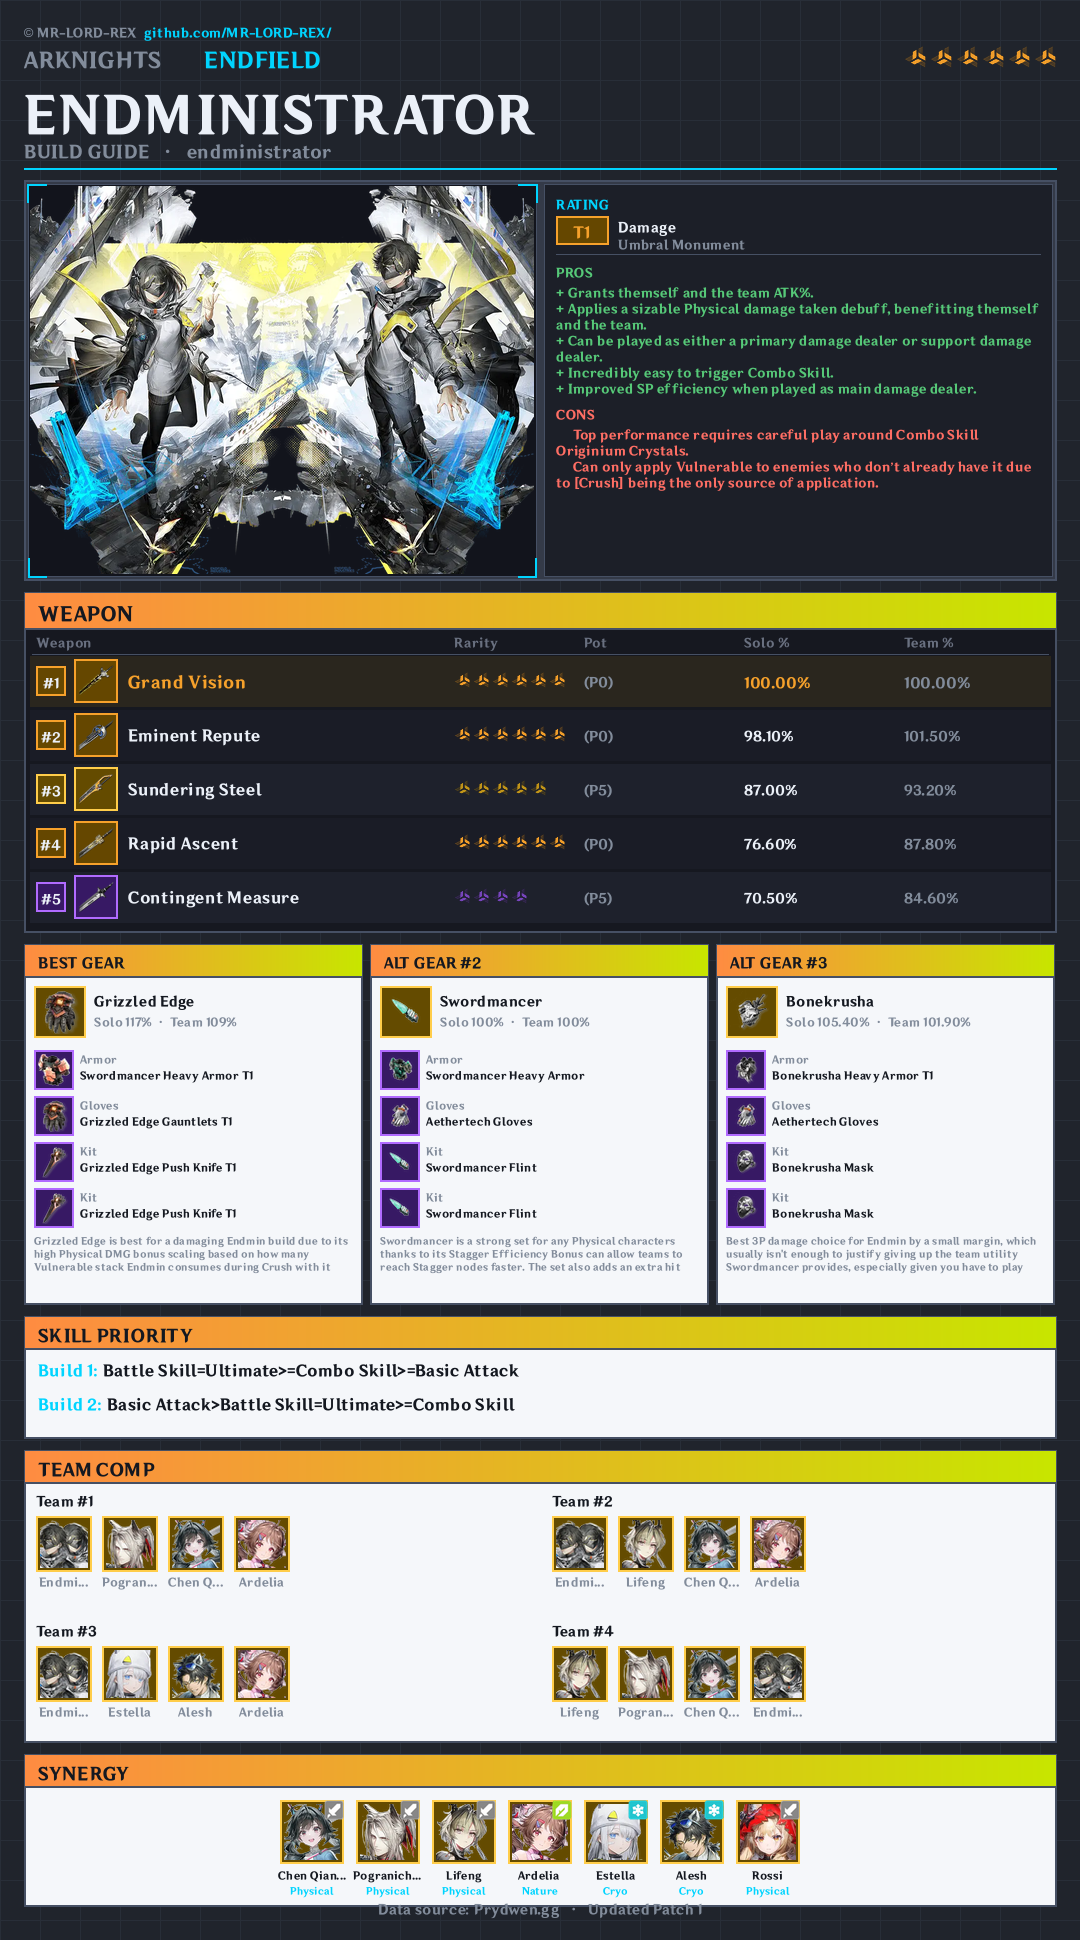 © MR-LORD-REX github.com/MR-LORD-REX/
ARKNIGHTS ENDFIELD
ENDMINISTRATOR
BUILD GUIDE · endministrator
RATING
T1 Damage
Umbral Monument
PROS
+ Grants themself and the team ATK%.
+ Applies a sizable Physical damage taken debuff, benefitting themself
and the team.
+ Can be played as either a primary damage dealer or support damage
dealer.
+ Incredibly easy to trigger Combo Skill.
+ Improved SP efficiency when played as main damage dealer.
CONS
Top performance requires careful play around Combo Skill
Originium Crystals.
Can only apply Vulnerable to enemies who don't already have it due
to [Crush] being the only source of application.
WEAPON
Weapon Rarity Pot Solo % Team %
#1 Grand Vision (P0) 100.00% 100.00%
#2 Eminent Repute (P0) 98.10% 101.50%
#3 Sundering Steel (P5) 87.00% 93.20%
#4 Rapid Ascent (P0) 76.60% 87.80%
#5 Contingent Measure (P5) 70.50% 84.60%
BEST GEAR
Grizzled Edge
Solo 117% · Team 109%
Armor
Swordmancer Heavy Armor T1
Gloves
Grizzled Edge Gauntlets T1
Kit
Grizzled Edge Push Knife T1
Kit
Grizzled Edge Push Knife T1
Grizzled Edge is best for a damaging Endmin build due to its
high Physical DMG bonus scaling based on how many
Vulnerable stack Endmin consumes during Crush with it
ALT GEAR #2
Swordmancer
Solo 100% · Team 100%
Armor
Swordmancer Heavy Armor
Gloves
Aethertech Gloves
Kit
Swordmancer Flint
Kit
Swordmancer Flint
Swordmancer is a strong set for any Physical characters
thanks to its Stagger Efficiency Bonus can allow teams to
reach Stagger nodes faster. The set also adds an extra hit
ALT GEAR #3
Bonekrusha
Solo 105.40% · Team 101.90%
Armor
Bonekrusha Heavy Armor T1
Gloves
Aethertech Gloves
Kit
Bonekrusha Mask
Kit
Bonekrusha Mask
Best 3P damage choice for Endmin by a small margin, which
usually isn't enough to justify giving up the team utility
Swordmancer provides, especially given you have to play
SKILL PRIORITY
Build 1: Battle Skill=Ultimate>=Combo Skill>=Basic Attack
Build 2: Basic Attack>Battle Skill=Ultimate>=Combo Skill
TEAM COMP
Team #1
Endmi... Pogran... Chen Q... Ardelia
Team #2
Endmi... Lifeng Chen Q... Ardelia
Team #3
Endmi... Estella Alesh Ardelia
Team #4
Lifeng Pogran... Chen Q... Endmi...
SYNERGY
Chen Qian... Pogranich... Lifeng Ardelia Estella Alesh Rossi
Physical Physical Physical Nature Cryo Cryo Physical
Data source: Prydwen.gg · Updated Patch 1